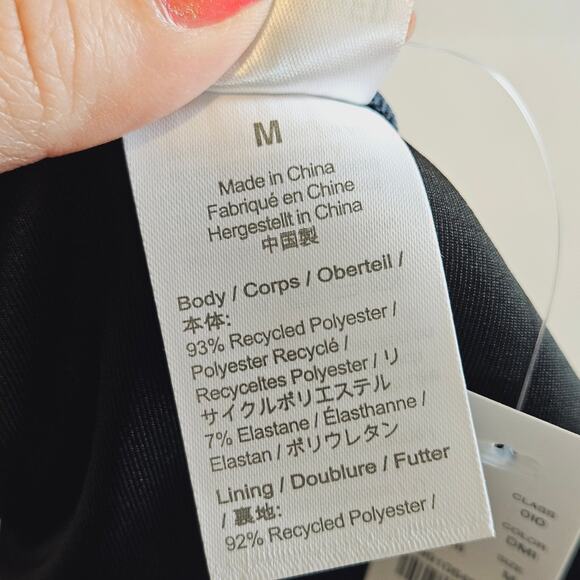 M
Made in China
Fabriqué en Chine
Hergestellt in China
中国製
Body / Corps / Oberteil /
本体:
93% Recycled Polyester /
Polyester Recyclé /
Recyceltes Polyester / リ
サイクルポリエステル
7% Elastane / Élasthanne /
Elastan / ポリウレタン
Lining / Doublure / Futter
/ 裏地:
92% Recycled Polyester /
CLASS
COLOR
SIZE